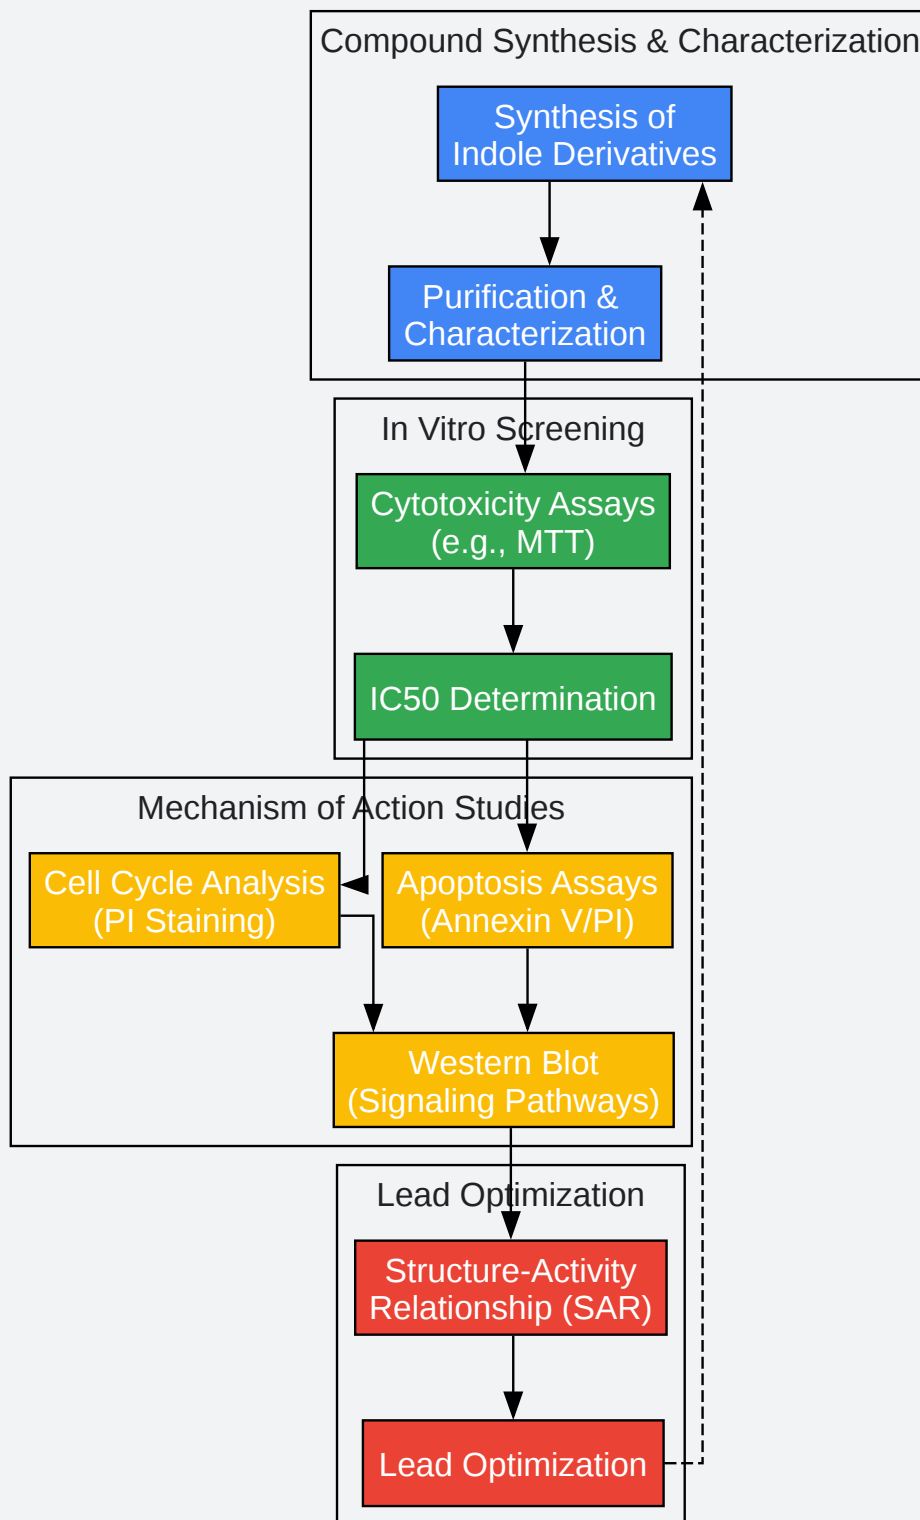 Compound Synthesis & Characterization
Synthesis of
Indole Derivatives
Purification &
Characterization
In Vitro Screening
Cytotoxicity Assays
(e.g., MTT)
IC50 Determination
Mechanism of Action Studies
Cell Cycle Analysis
(PI Staining)
Apoptosis Assays
(Annexin V/PI)
Western Blot
(Signaling Pathways)
Lead Optimization
Structure-Activity
Relationship (SAR)
Lead Optimization